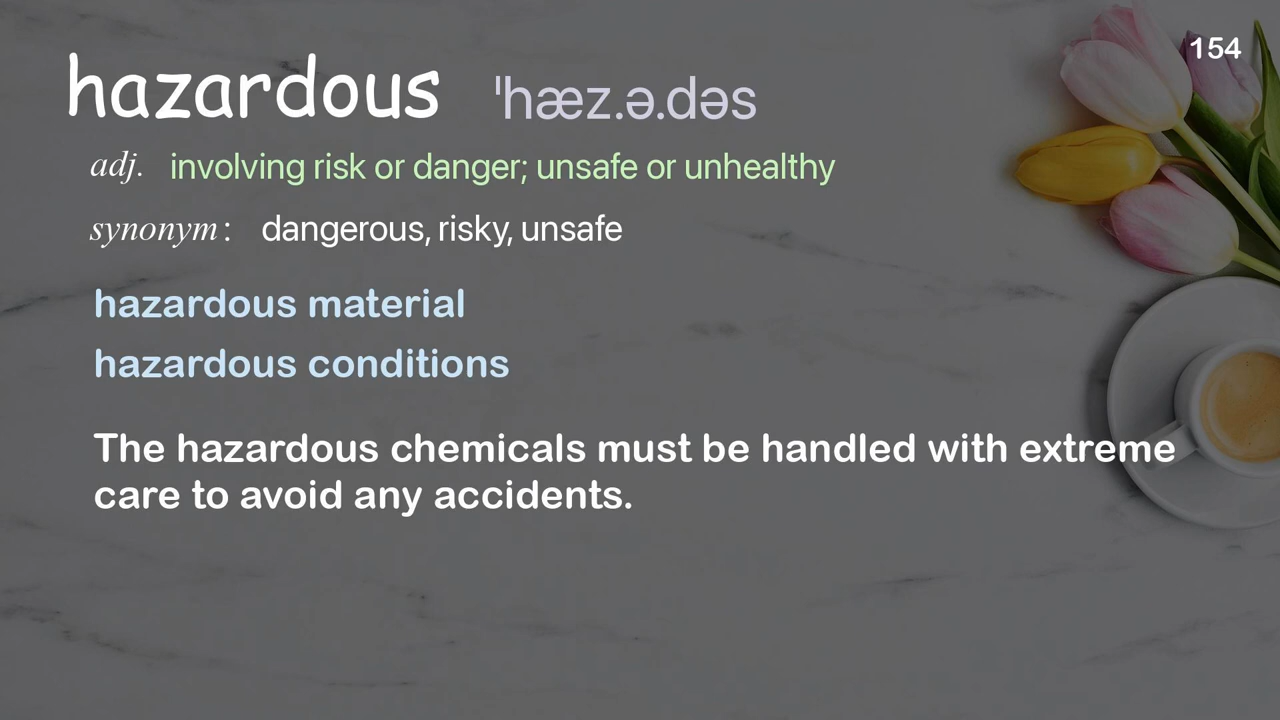 154
hazardous ˈhæz.ə.dəs
adj. involving risk or danger; unsafe or unhealthy
synonym : dangerous, risky, unsafe
hazardous material
hazardous conditions
The hazardous chemicals must be handled with extreme
care to avoid any accidents.